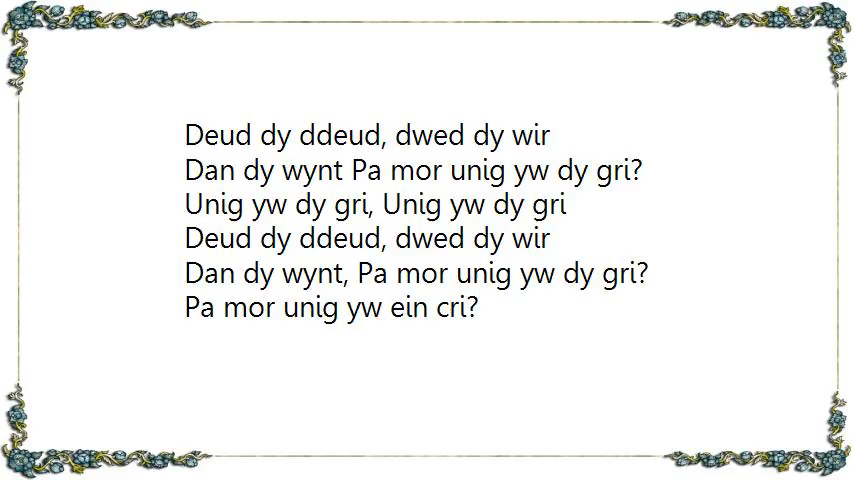 Deud dy ddeud, dwed dy wir
Dan dy wynt Pa mor unig yw dy gri?
Unig yw dy gri, Unig yw dy gri
Deud dy ddeud, dwed dy wir
Dan dy wynt, Pa mor unig yw dy gri?
Pa mor unig yw ein cri?